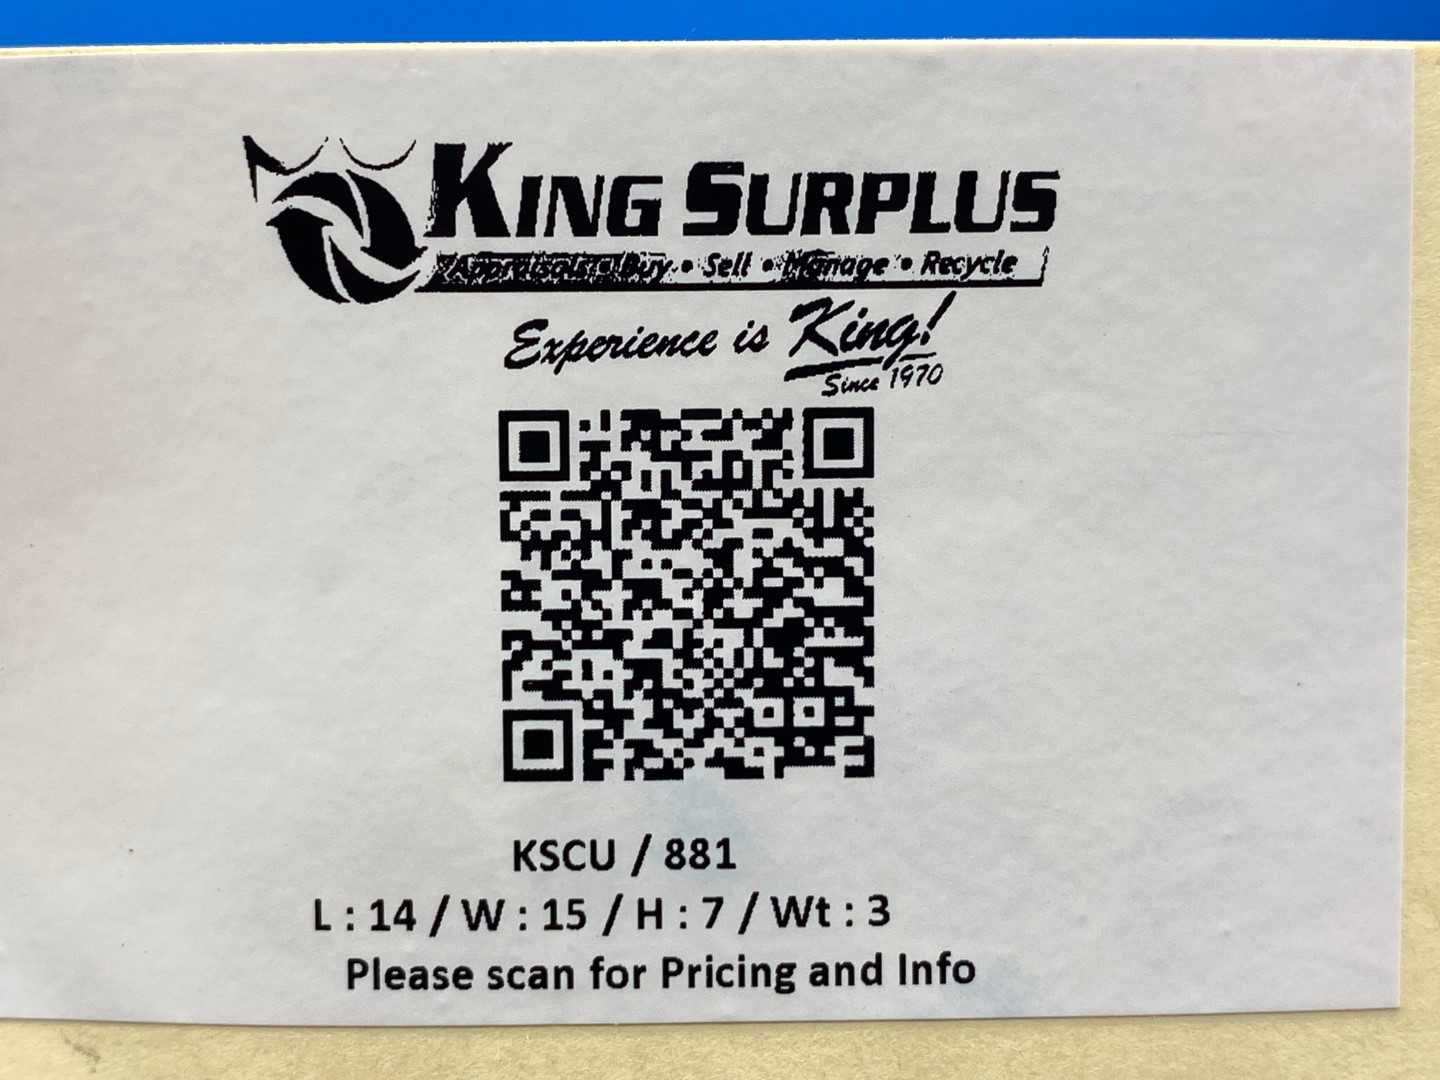 KING SURPLUS
Appraisals • Buy • Sell • Manage • Recycle
Experience is King!
Since 1970
KSCU / 881
L : 14 / W : 15 / H : 7 / Wt : 3
Please scan for Pricing and Info